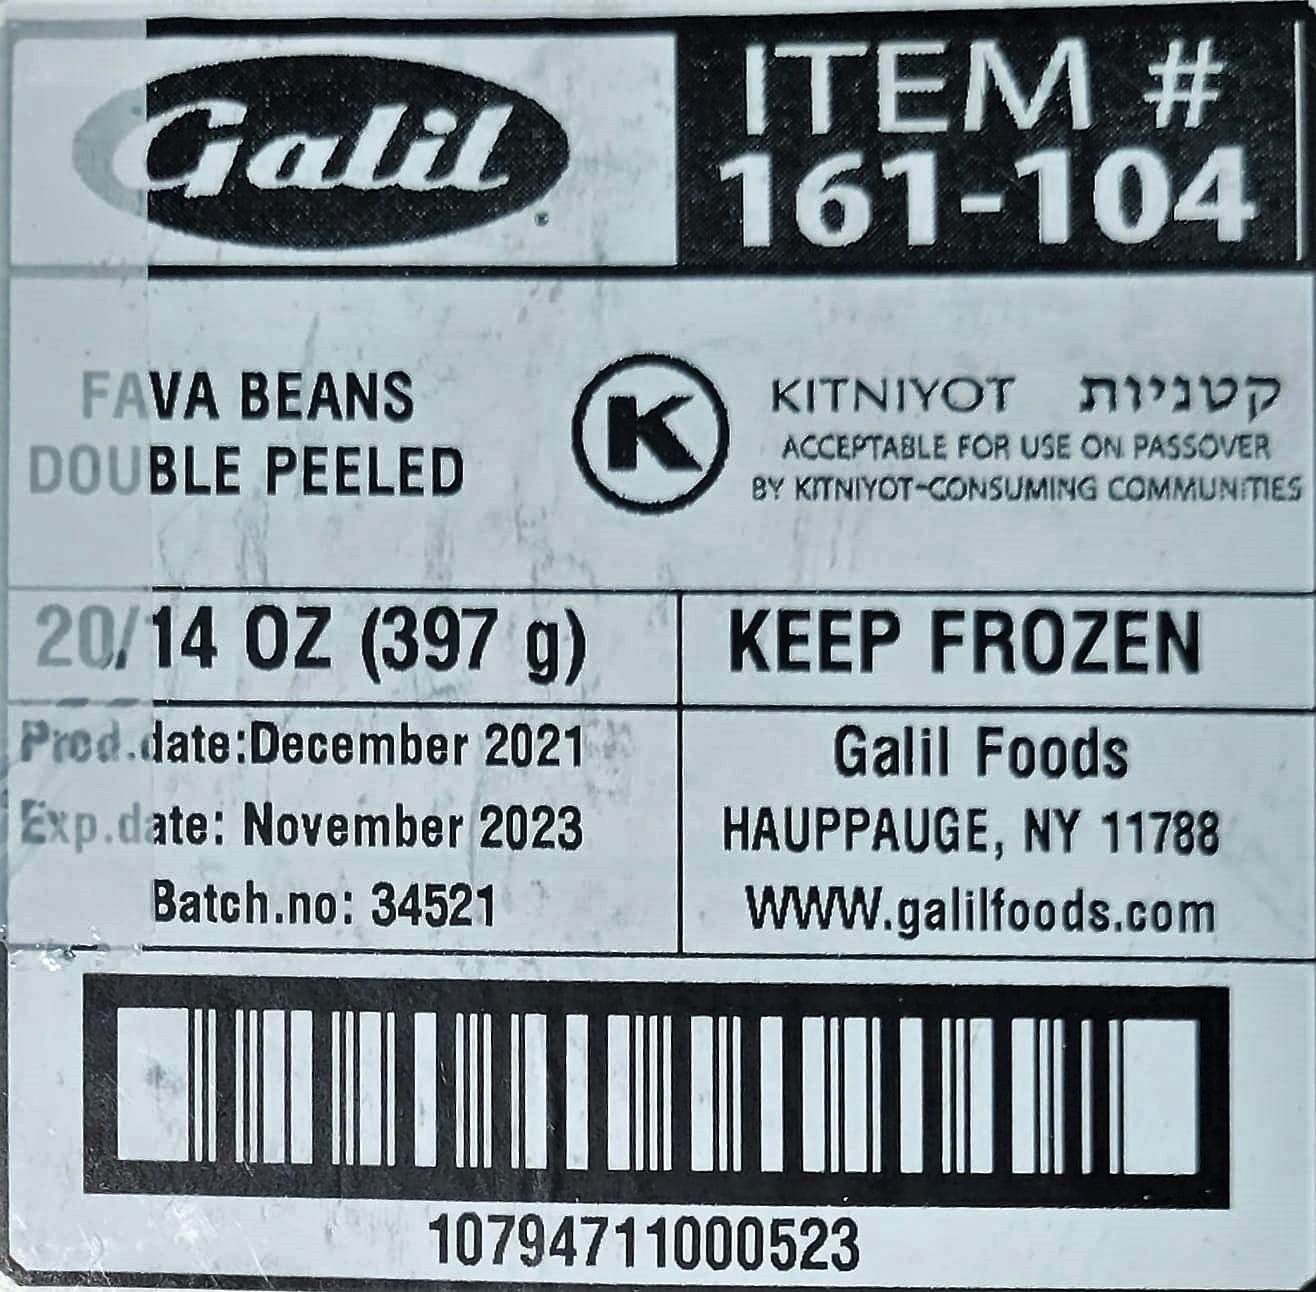 Galil
ITEM #
161-104
FAVA BEANS
DOUBLE PEELED
K
KITNIYOT קטניות
ACCEPTABLE FOR USE ON PASSOVER
BY KITNIYOT-CONSUMING COMMUNITIES
20/14 OZ (397 g)
KEEP FROZEN
Prod.date:December 2021
Exp.date: November 2023
Batch.no: 34521
Galil Foods
HAUPPAUGE, NY 11788
WWW.galilfoods.com
10794711000523